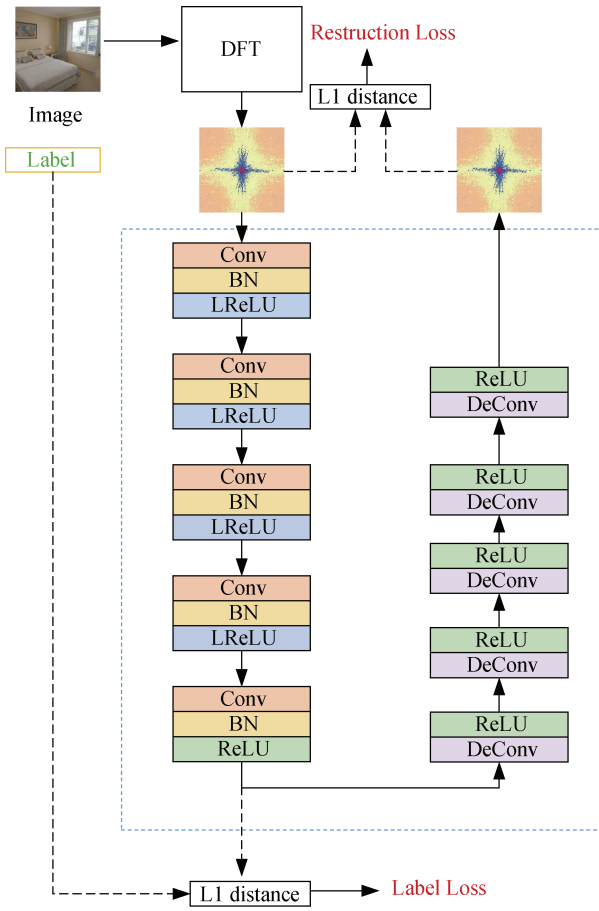 DFT
Restruction Loss
L1 distance
Image
Label
Conv
BN
LReLU
Conv
BN
LReLU
Conv
BN
LReLU
Conv
BN
LReLU
Conv
BN
ReLU
ReLU
DeConv
ReLU
DeConv
ReLU
DeConv
ReLU
DeConv
ReLU
DeConv
L1 distance
Label Loss